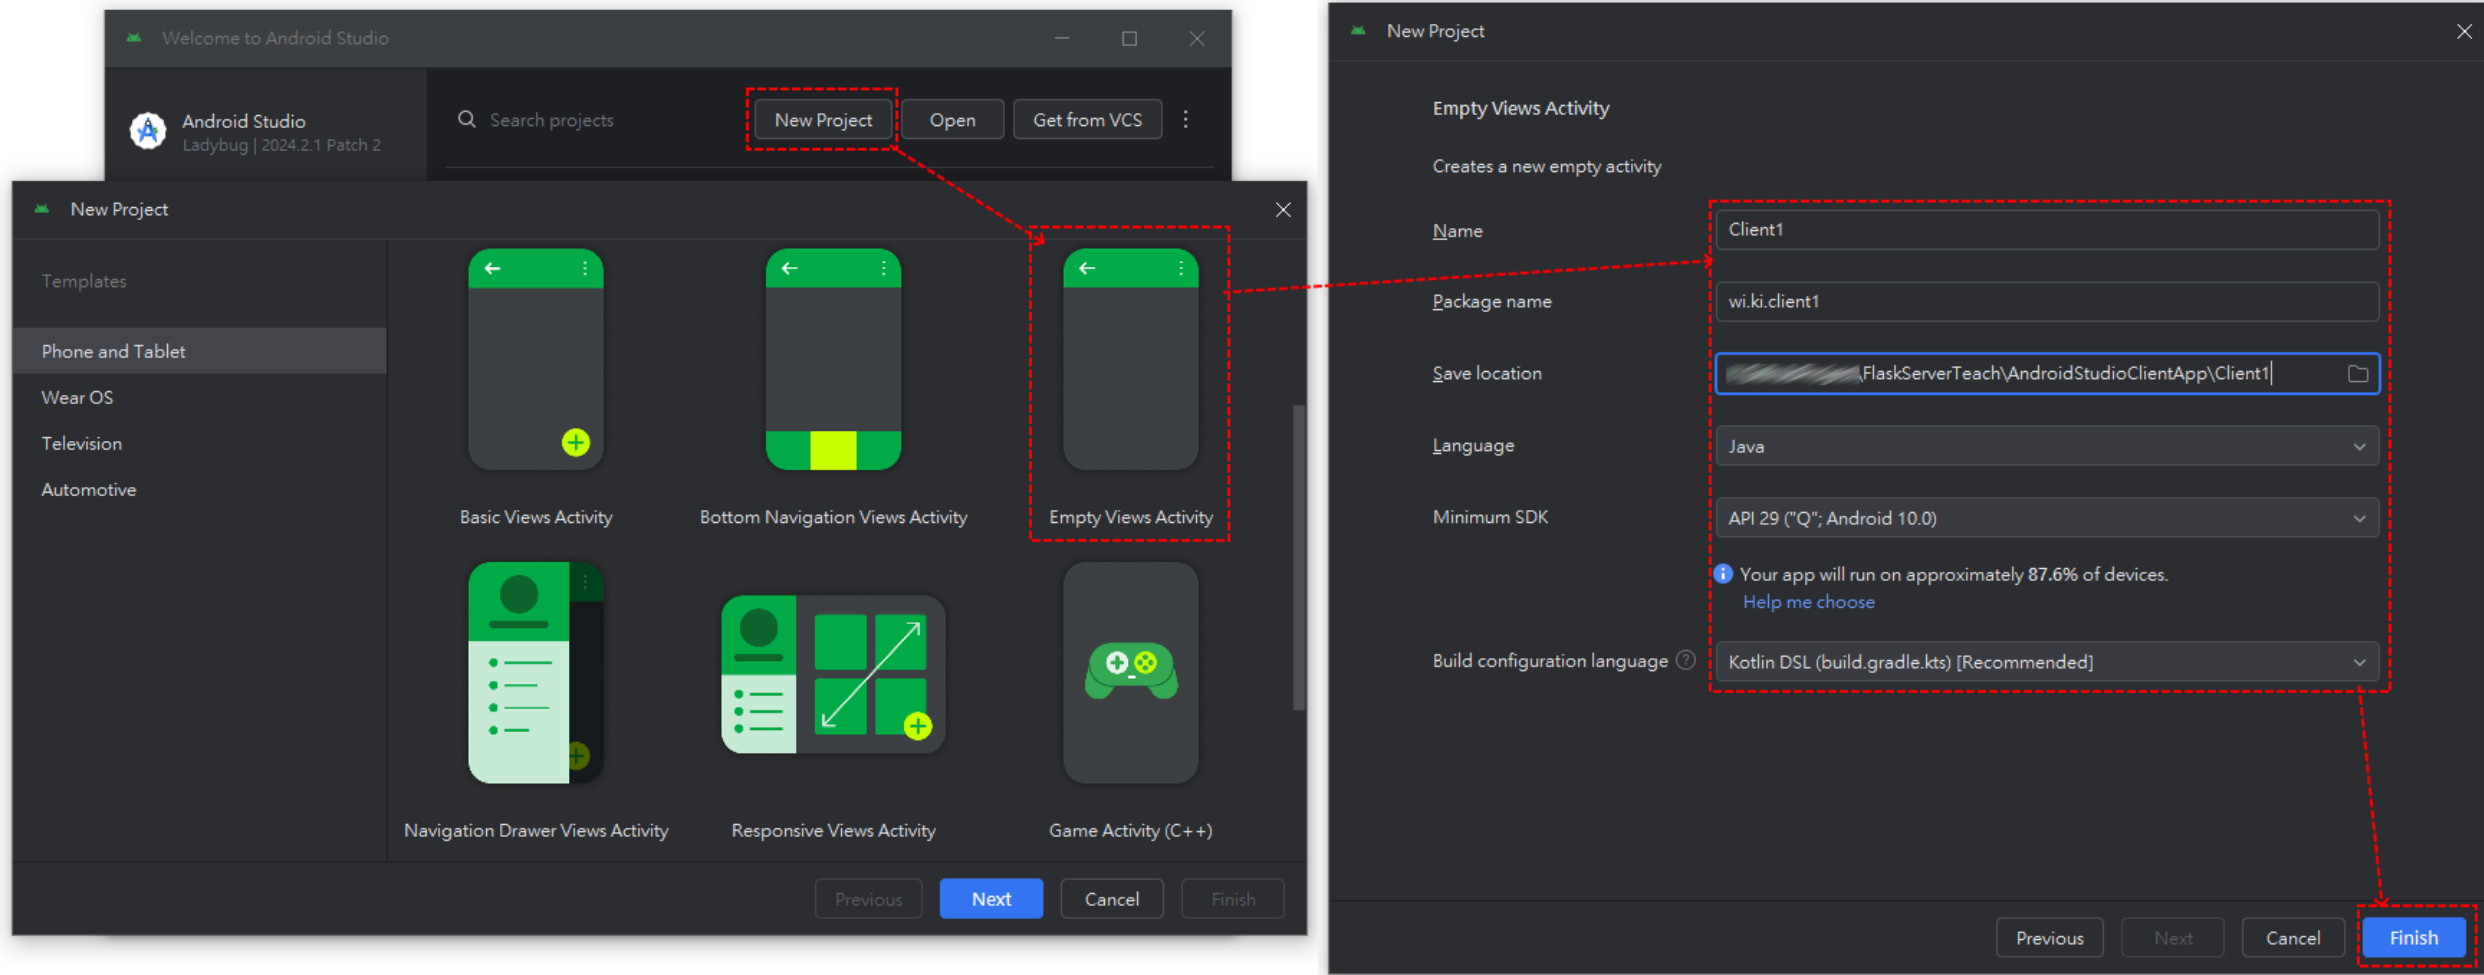 Welcome to Android Studio
Android Studio
Ladybug | 2024.2.1 Patch 2
Search projects
New Project
Open
Get from VCS
New Project
Templates
Phone and Tablet
Wear OS
Television
Automotive
Basic Views Activity
Bottom Navigation Views Activity
Empty Views Activity
Navigation Drawer Views Activity
Responsive Views Activity
Game Activity (C++)
Previous
Next
Cancel
Finish
New Project
Empty Views Activity
Creates a new empty activity
Name
Client1
Package name
wi.ki.client1
Save location
\FlaskServerTeach\AndroidStudioClientApp\Client1
Language
Java
Minimum SDK
API 29 ("Q"; Android 10.0)
Your app will run on approximately 87.6% of devices.
Help me choose
Build configuration language
Kotlin DSL (build.gradle.kts) [Recommended]
Previous
Next
Cancel
Finish